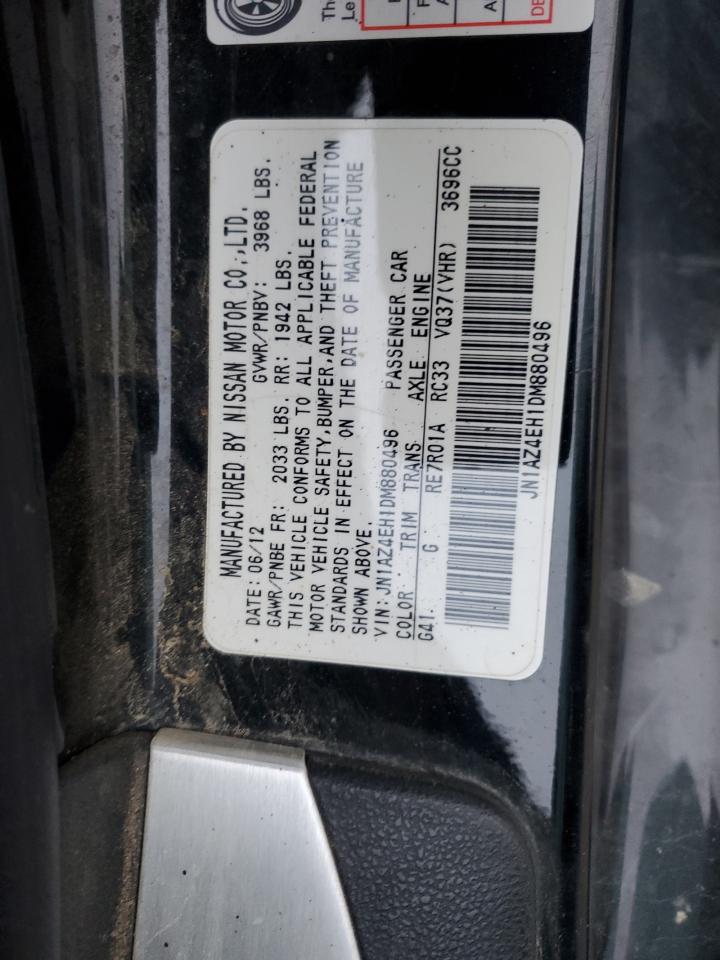 MANUFACTURED BY NISSAN MOTOR CO.,LTD.
DATE: 06/12 GVWR/PNBV: 3968 LBS.
GAWR/PNBE FR: 2033 LBS. RR: 1942 LBS.
THIS VEHICLE CONFORMS TO ALL APPLICABLE FEDERAL
MOTOR VEHICLE SAFETY,BUMPER,AND THEFT PREVENTION
STANDARDS IN EFFECT ON THE DATE OF MANUFACTURE
SHOWN ABOVE.
VIN:JN1AZ4EH1DM880496 PASSENGER CAR
COLOR TRIM TRANS AXLE ENGINE
G41 G RE7R01A RC33 VQ37(VHR) 3696CC
JN1AZ4EH1DM880496